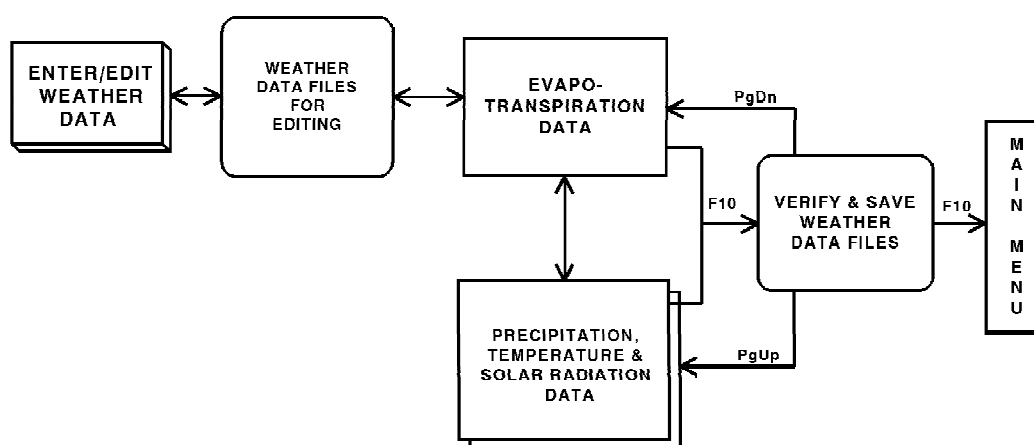 ENTER/EDIT
WEATHER
DATA
WEATHER
DATA FILES
FOR
EDITING
EVAPO-
TRANSPIRATION
DATA
PgDn
F10
VERIFY & SAVE
WEATHER
DATA FILES
F10
M
A
I
N
M
E
N
U
PRECIPITATION,
TEMPERATURE &
SOLAR RADIATION
DATA
PgUp